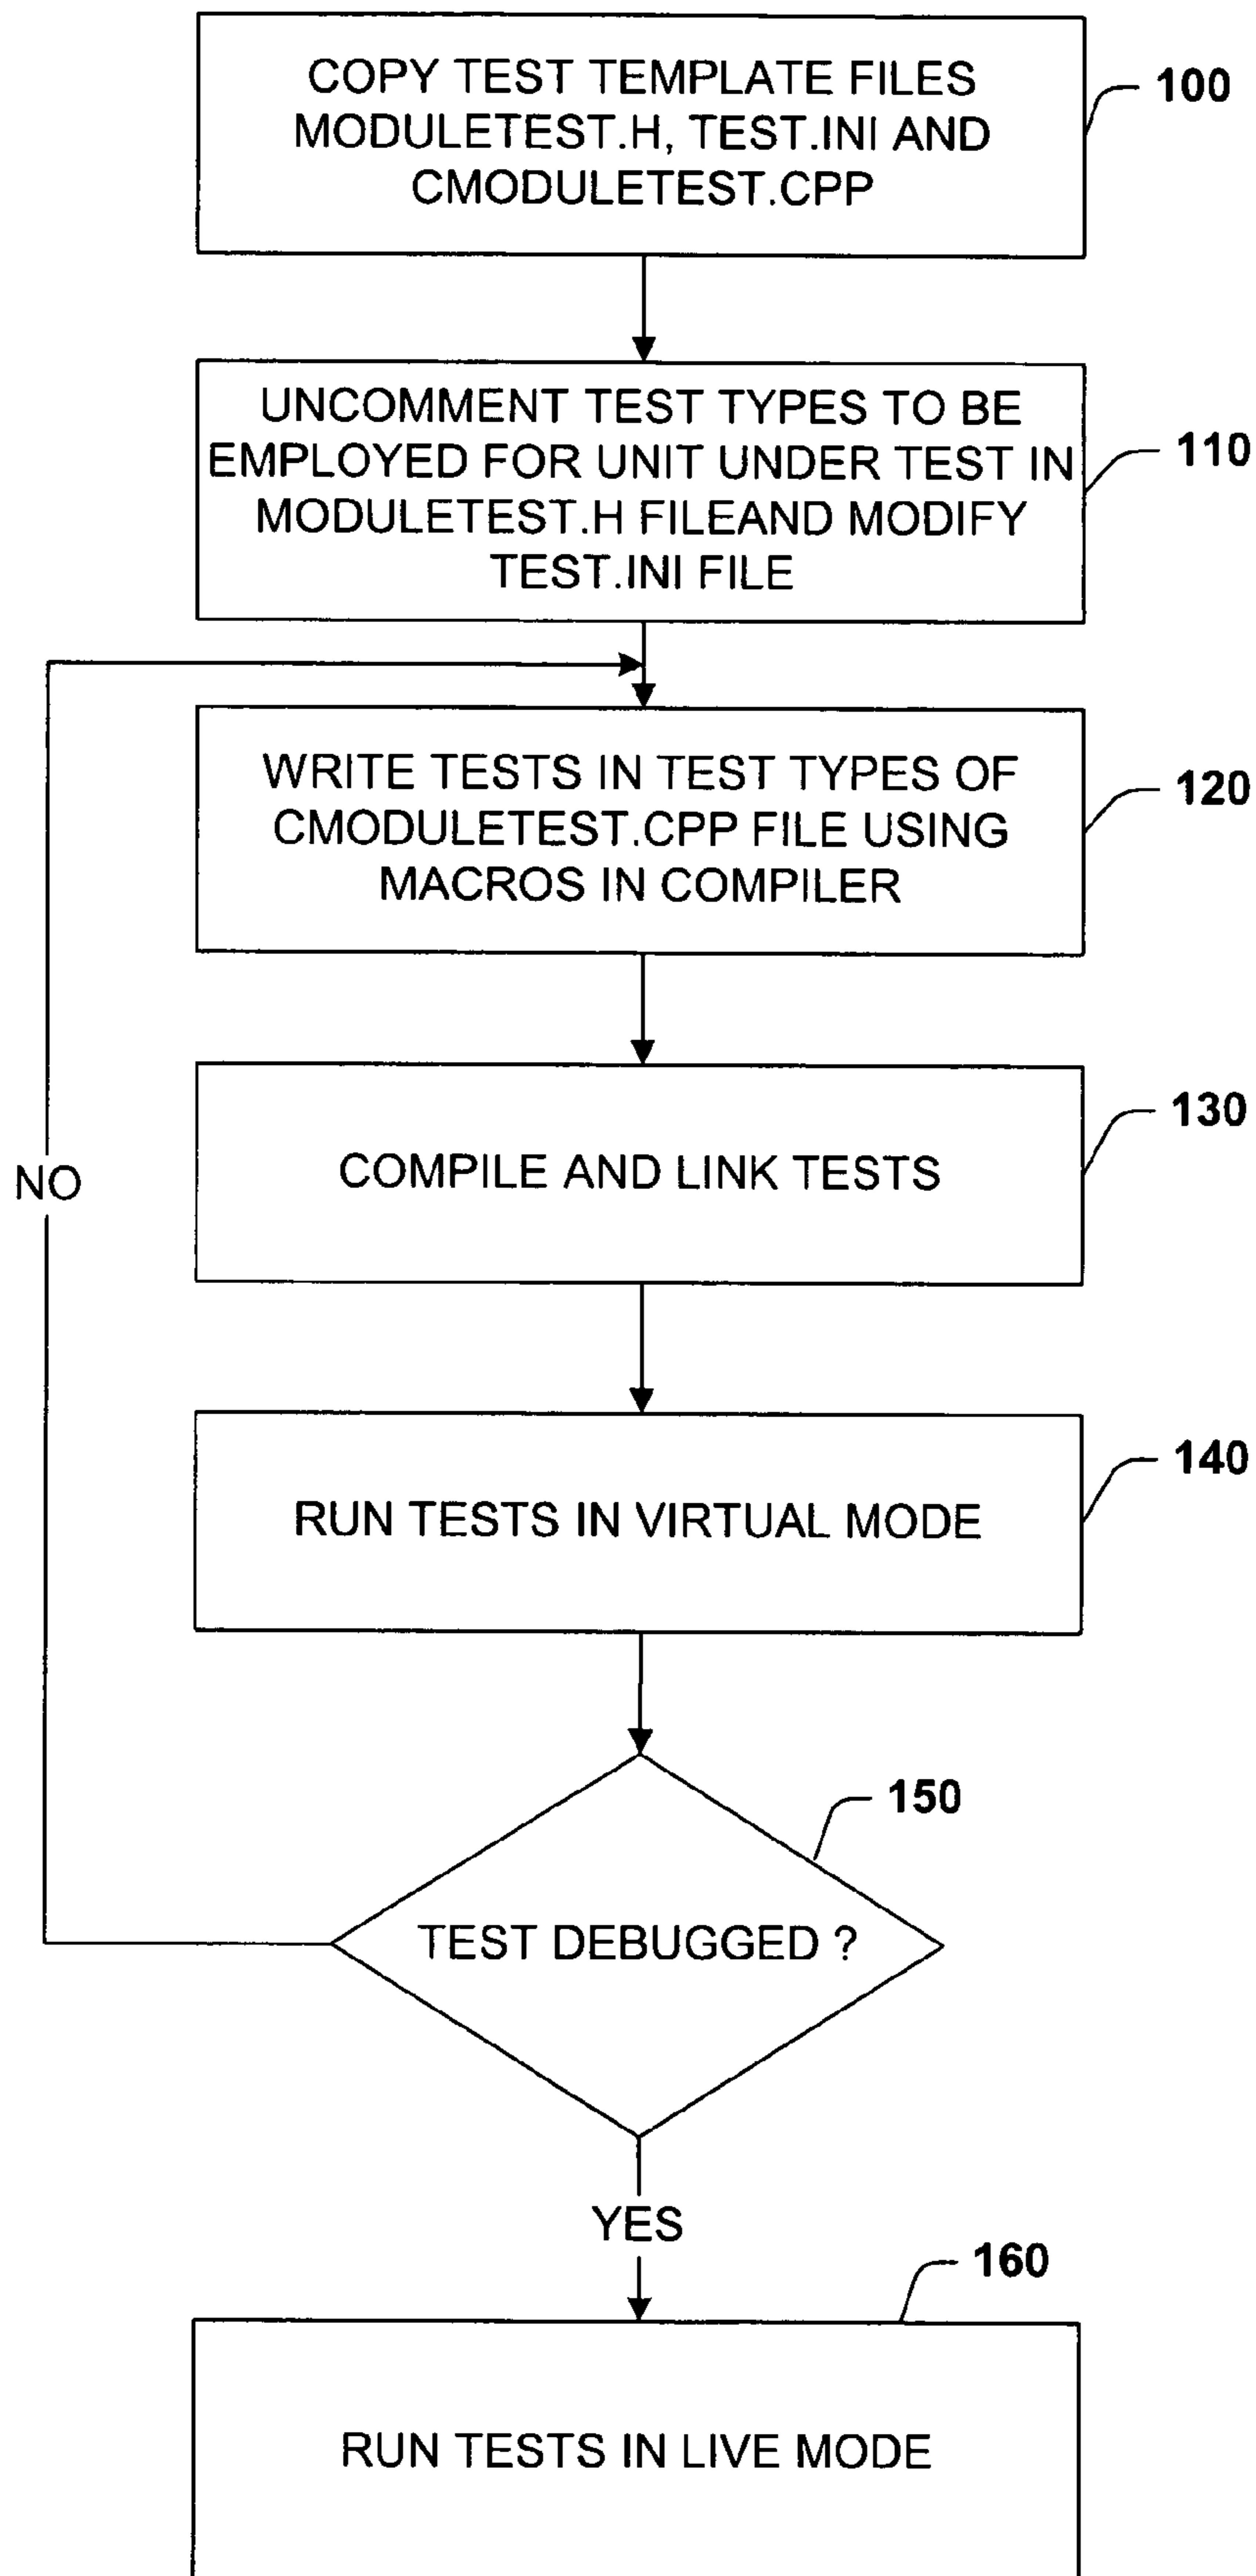 COPY TEST TEMPLATE FILES
MODULETEST.H, TEST.INI AND
CMODULETEST.CPP
100
UNCOMMENT TEST TYPES TO BE
EMPLOYED FOR UNIT UNDER TEST IN
MODULETEST.H FILEAND MODIFY
TEST.INI FILE
110
WRITE TESTS IN TEST TYPES OF
CMODULETEST.CPP FILE USING
MACROS IN COMPILER
120
COMPILE AND LINK TESTS
130
NO
RUN TESTS IN VIRTUAL MODE
140
150
TEST DEBUGGED ?
YES
160
RUN TESTS IN LIVE MODE